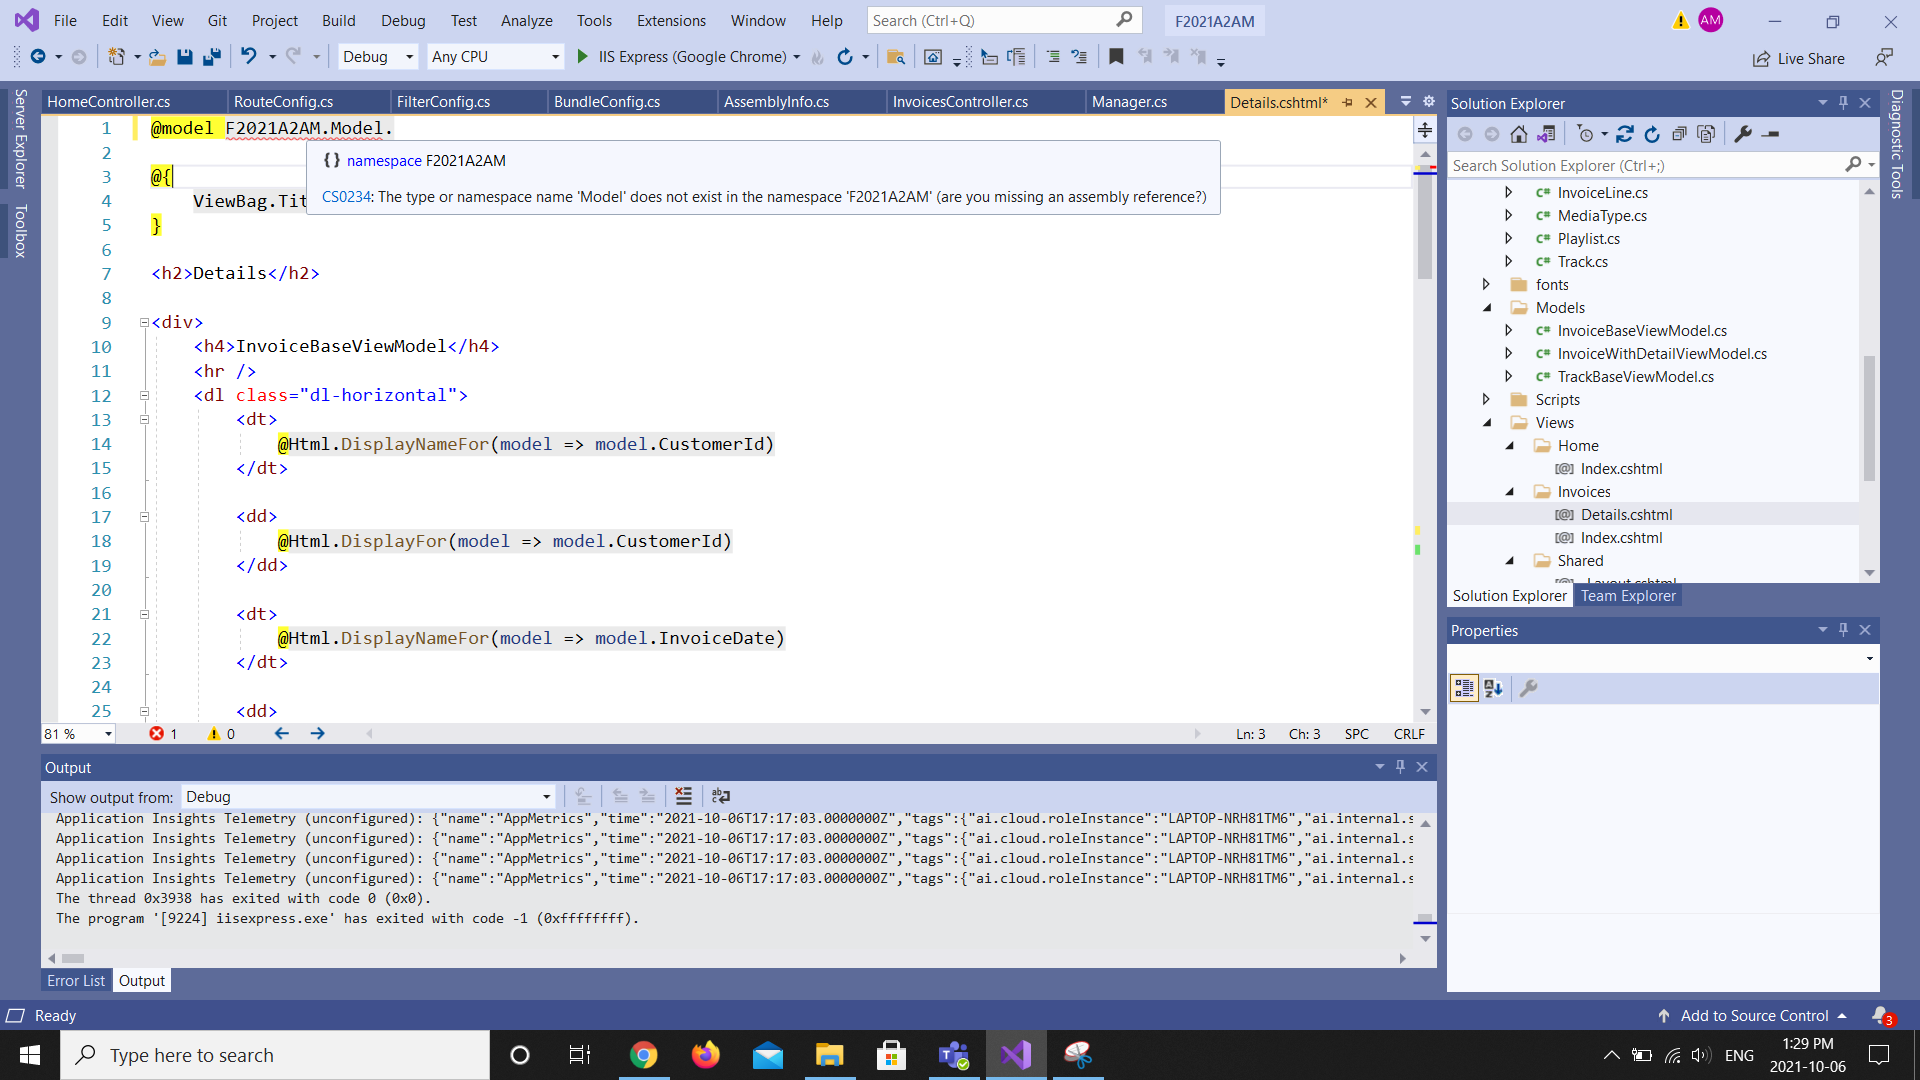 File Edit View Git Project Build Debug Test Analyze Tools Extensions Window Help Search (Ctrl+Q) F2021A2AM AM
Debug Any CPU IIS Express (Google Chrome) Live Share
Server Explorer
Toolbox
HomeController.cs RouteConfig.cs FilterConfig.cs BundleConfig.cs AssemblyInfo.cs InvoicesController.cs Manager.cs Details.cshtml*
1 @model F2021A2AM.Model.
2
3 @{
4 ViewBag.Tit
5 }
6
7 <h2>Details</h2>
8
9 <div>
10 <h4>InvoiceBaseViewModel</h4>
11 <hr />
12 <dl class="dl-horizontal">
13 <dt>
14 @Html.DisplayNameFor(model => model.CustomerId)
15 </dt>
16
17 <dd>
18 @Html.DisplayFor(model => model.CustomerId)
19 </dd>
20
21 <dt>
22 @Html.DisplayNameFor(model => model.InvoiceDate)
23 </dt>
24
25 <dd>
{} namespace F2021A2AM
CS0234: The type or namespace name 'Model' does not exist in the namespace 'F2021A2AM' (are you missing an assembly reference?)
81 % 1 0 Ln: 3 Ch: 3 SPC CRLF
Output
Show output from: Debug
Application Insights Telemetry (unconfigured): {"name":"AppMetrics","time":"2021-10-06T17:17:03.0000000Z","tags":{"ai.cloud.roleInstance":"LAPTOP-NRH81TM6","ai.internal.s
Application Insights Telemetry (unconfigured): {"name":"AppMetrics","time":"2021-10-06T17:17:03.0000000Z","tags":{"ai.cloud.roleInstance":"LAPTOP-NRH81TM6","ai.internal.s
Application Insights Telemetry (unconfigured): {"name":"AppMetrics","time":"2021-10-06T17:17:03.0000000Z","tags":{"ai.cloud.roleInstance":"LAPTOP-NRH81TM6","ai.internal.s
Application Insights Telemetry (unconfigured): {"name":"AppMetrics","time":"2021-10-06T17:17:03.0000000Z","tags":{"ai.cloud.roleInstance":"LAPTOP-NRH81TM6","ai.internal.s
The thread 0x3938 has exited with code 0 (0x0).
The program '[9224] iisexpress.exe' has exited with code -1 (0xffffffff).
Error List Output
Solution Explorer
Search Solution Explorer (Ctrl+;)
C# InvoiceLine.cs
C# MediaType.cs
C# Playlist.cs
C# Track.cs
fonts
Models
C# InvoiceBaseViewModel.cs
C# InvoiceWithDetailViewModel.cs
C# TrackBaseViewModel.cs
Scripts
Views
Home
[@] Index.cshtml
Invoices
[@] Details.cshtml
[@] Index.cshtml
Shared
Solution Explorer Team Explorer
Properties
Diagnostic Tools
Ready Add to Source Control 3
Type here to search ENG 1:29 PM
2021-10-06